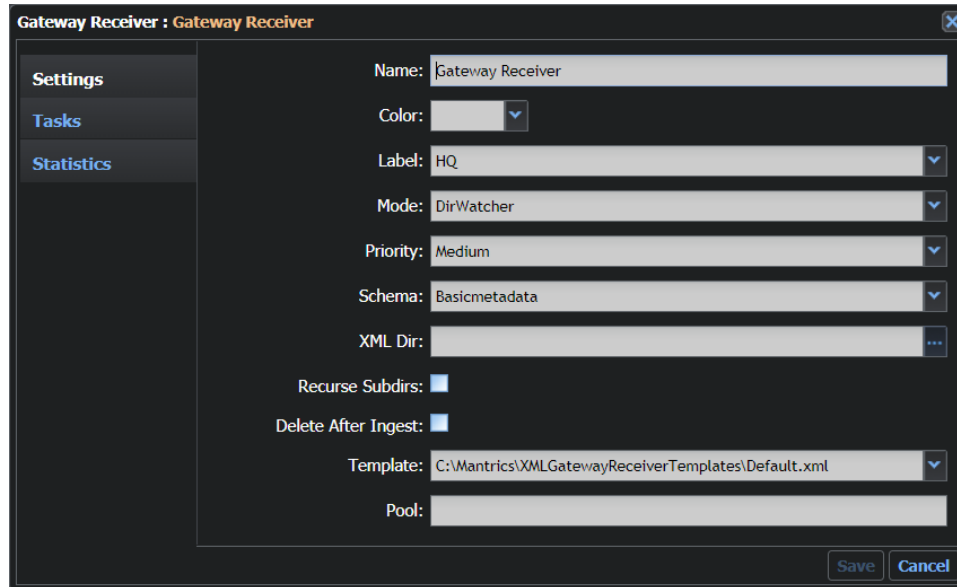 Gateway Receiver : Gateway Receiver
Settings
Tasks
Statistics
Name: Gateway Receiver
Color:
Label: HQ
Mode: DirWatcher
Priority: Medium
Schema: Basicmetadata
XML Dir: ...
Recurse Subdirs:
Delete After Ingest:
Template: C:\Mantrics\XMLGatewayReceiverTemplates\Default.xml
Pool:
Save Cancel